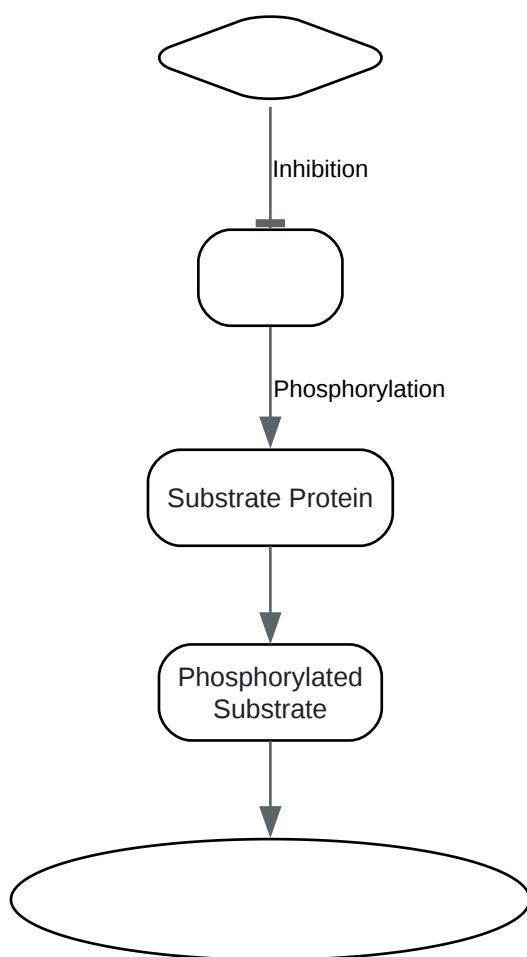 Inhibition
Phosphorylation
Substrate Protein
Phosphorylated
Substrate